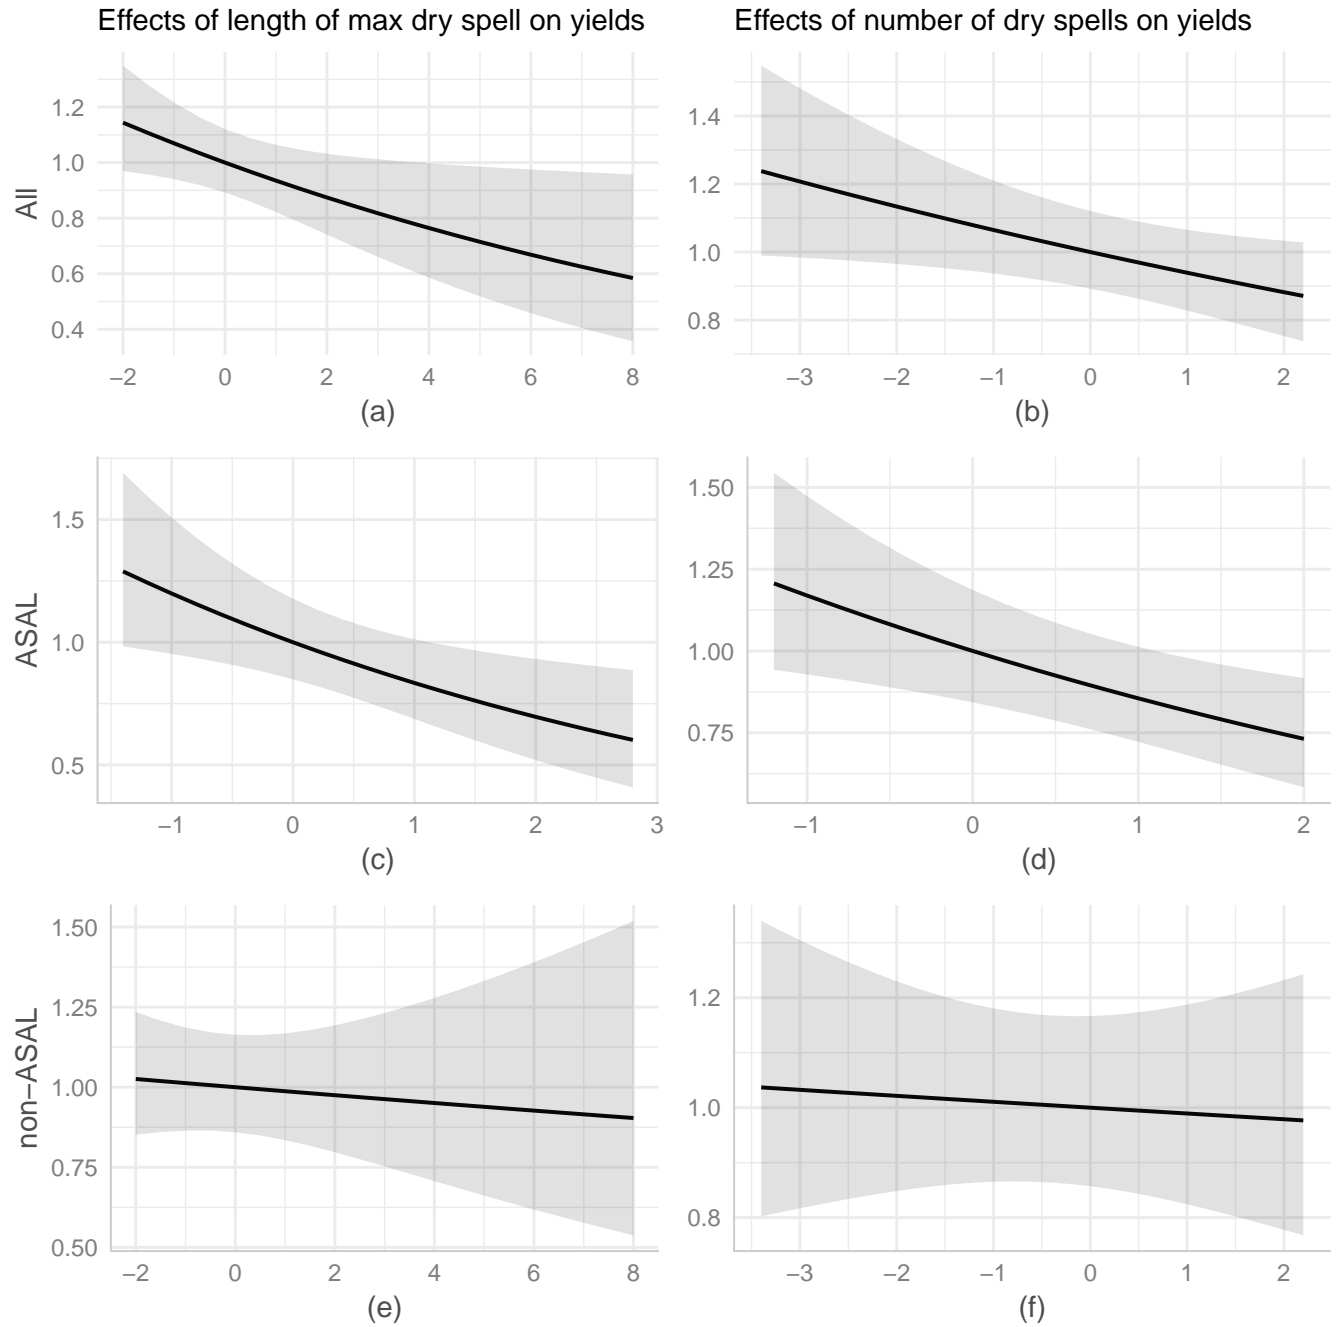 Effects of length of max dry spell on yields
Effects of number of dry spells on yields
All
1.2
1.0
0.8
0.6
0.4
−2 0 2 4 6 8
(a)
1.4
1.2
1.0
0.8
−3 −2 −1 0 1 2
(b)
ASAL
1.5
1.0
0.5
−1 0 1 2 3
(c)
1.50
1.25
1.00
0.75
−1 0 1 2
(d)
non−ASAL
1.50
1.25
1.00
0.75
0.50
−2 0 2 4 6 8
(e)
1.2
1.0
0.8
−3 −2 −1 0 1 2
(f)